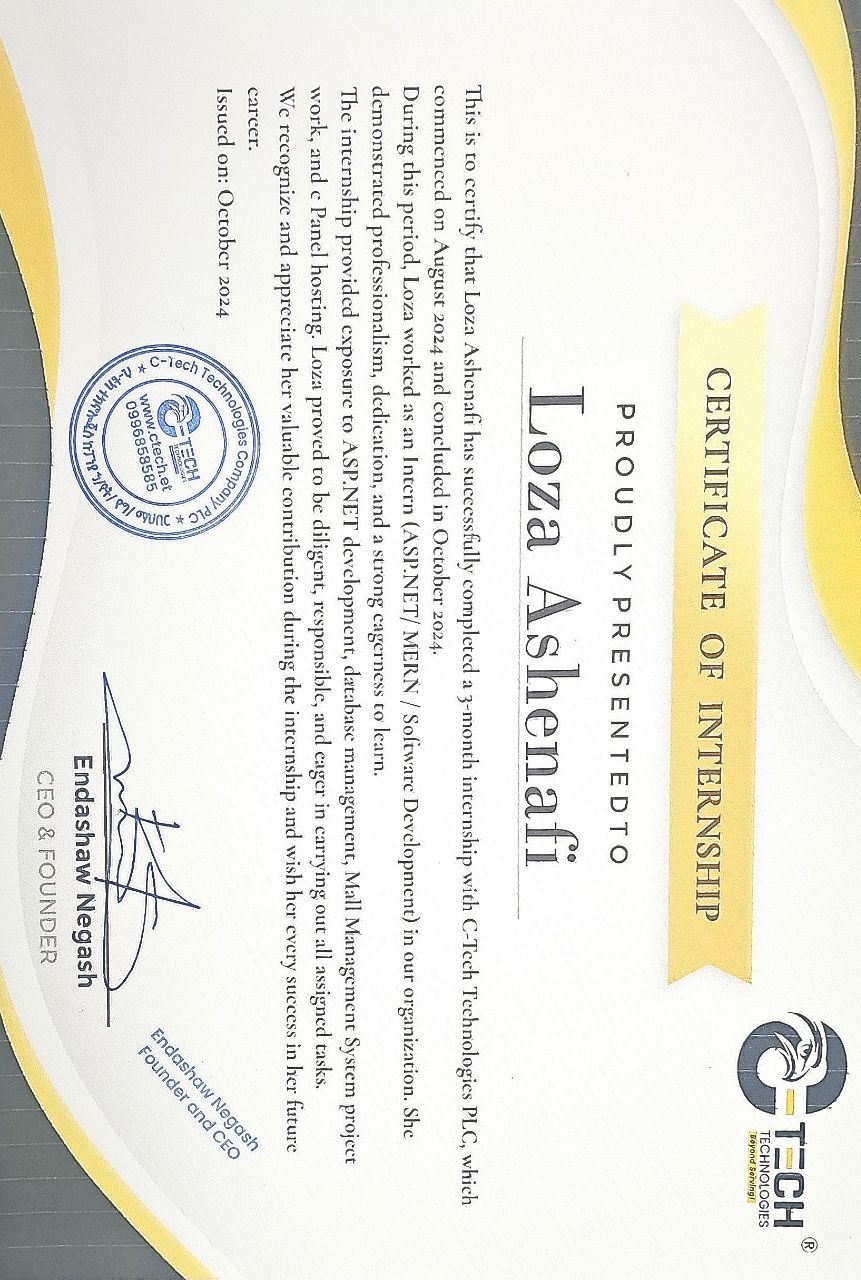 TECH ®
TECHNOLOGIES
Beyond Serving!
CERTIFICATE OF INTERNSHIP
PROUDLY PRESENTEDTO
Loza Ashenafi
This is to certify that Loza Ashenafi has successfully completed a 3-month internship with C-Tech Technologies PLC, which
commenced on August 2024 and concluded in October 2024.
During this period, Loza worked as an Intern (ASP.NET/ MERN / Software Development) in our organization. She
demonstrated professionalism, dedication, and a strong eagerness to learn.
The internship provided exposure to ASP.NET development, database management, Mall Management System project
work, and c Panel hosting. Loza proved to be diligent, responsible, and eager in carrying out all assigned tasks.
We recognize and appreciate her valuable contribution during the internship and wish her every success in her future
career.
Issued on: October 2024
C-Tech Technologies Company PLC
TECH
TECHNOLOGIES
www.ctech.et
0996858585
Endashaw Negash
Founder and CEO
Endashaw Negash
CEO & FOUNDER